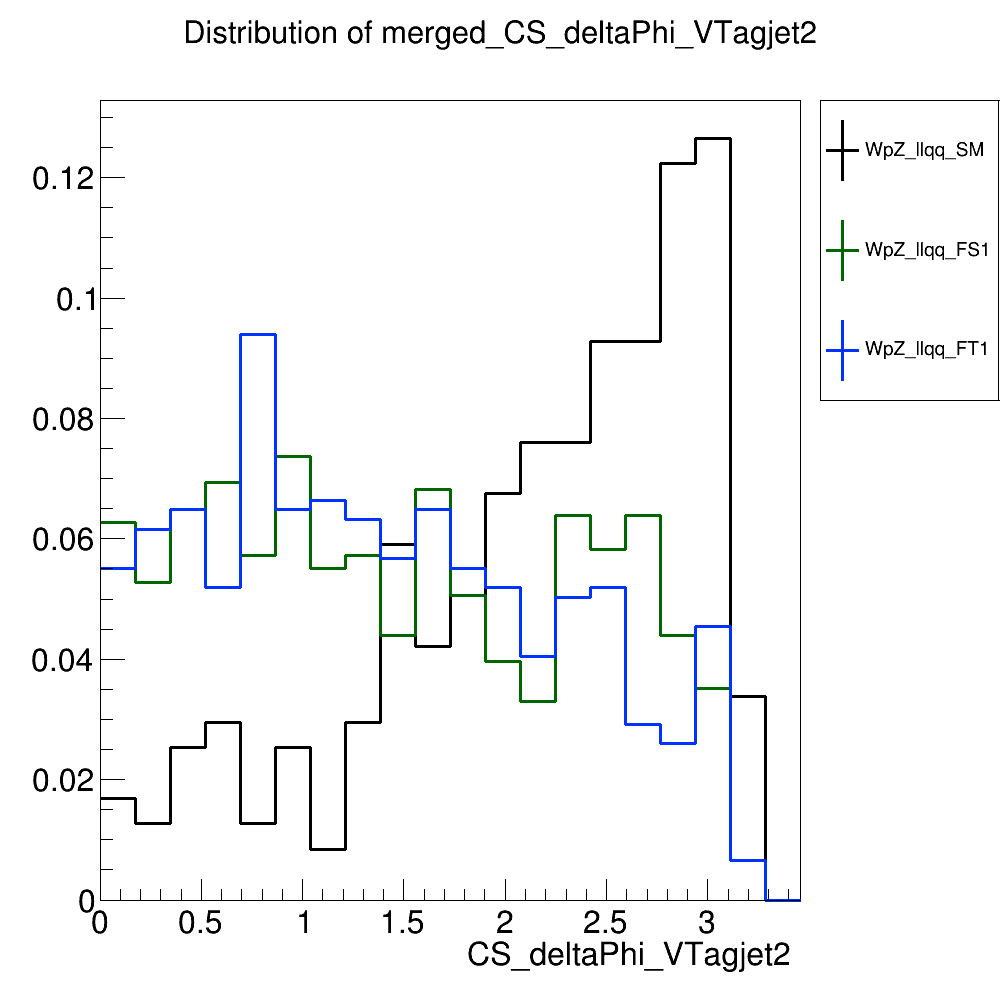 Distribution of merged_CS_deltaPhi_VTagjet2
WpZ_llqq_SM
WpZ_llqq_FS1
WpZ_llqq_FT1
0.12
0.1
0.08
0.06
0.04
0.02
0
0 0.5 1 1.5 2 2.5 3
CS_deltaPhi_VTagjet2